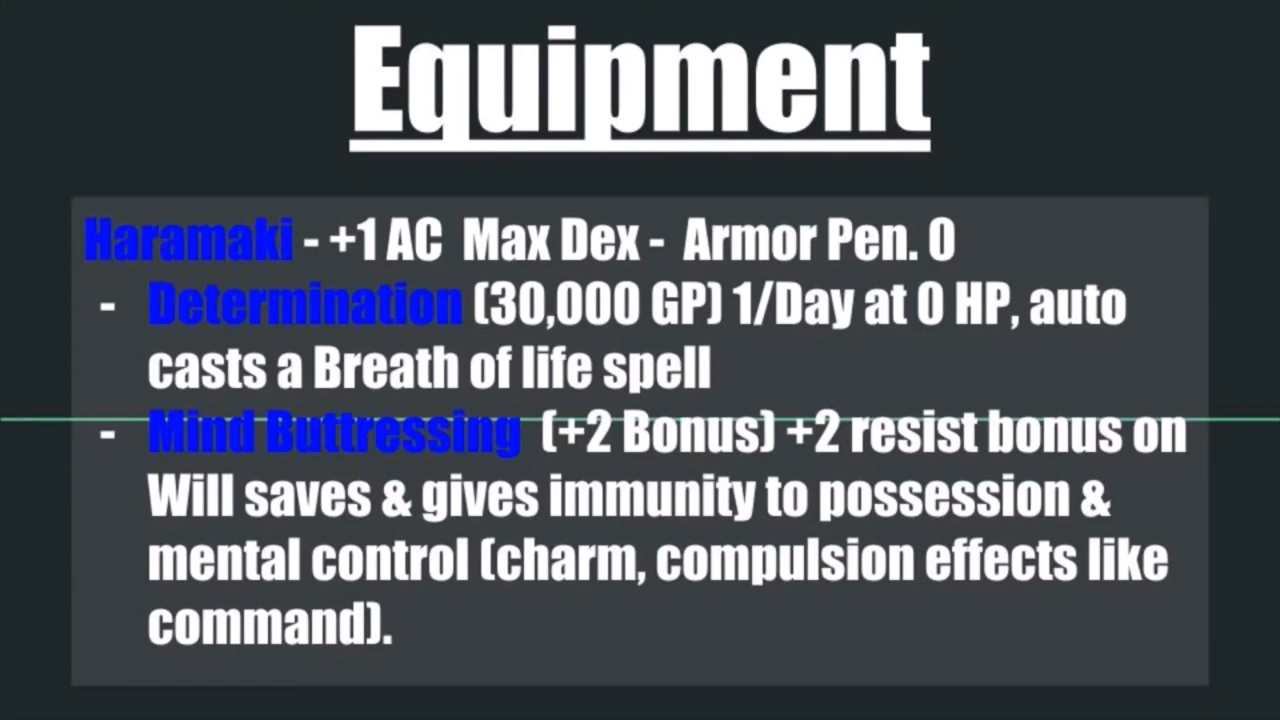 Equipment
Haramaki - +1 AC  Max Dex -  Armor Pen. 0
- Determination (30,000 GP) 1/Day at 0 HP, auto
casts a Breath of life spell
- Mind Buttressing  (+2 Bonus) +2 resist bonus on
Will saves & gives immunity to possession &
mental control (charm, compulsion effects like
command).